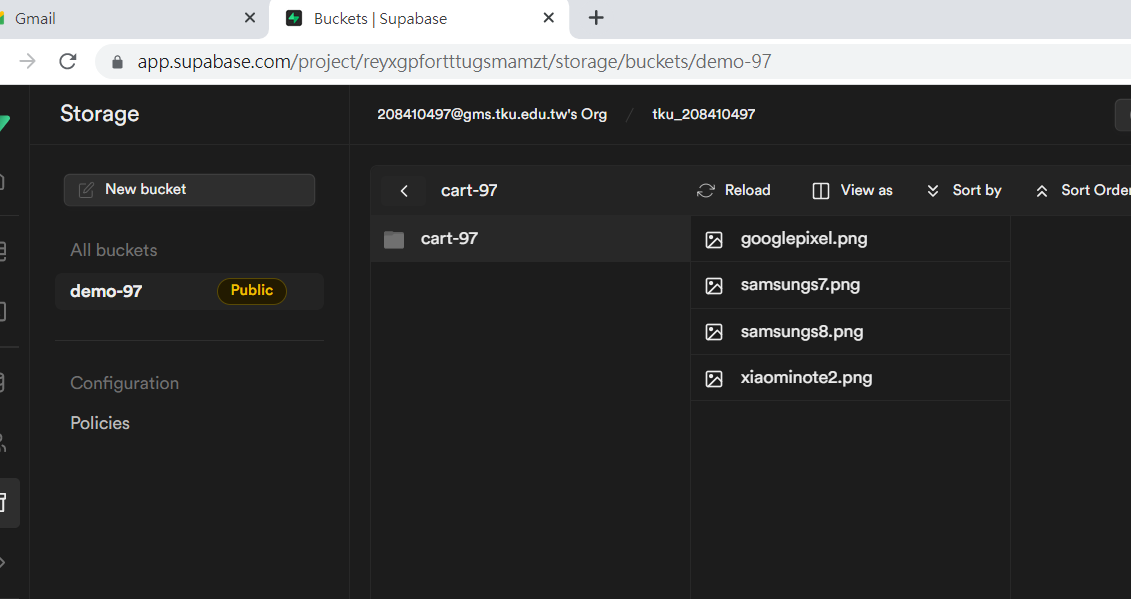 Gmail
Buckets | Supabase
app.supabase.com/project/reyxgpfortttugsmamzt/storage/buckets/demo-97
Storage
208410497@gms.tku.edu.tw's Org / tku_208410497
New bucket
cart-97
Reload
View as
Sort by
Sort Order
All buckets
demo-97
Public
cart-97
googlepixel.png
samsungs7.png
samsungs8.png
xiaominote2.png
Configuration
Policies